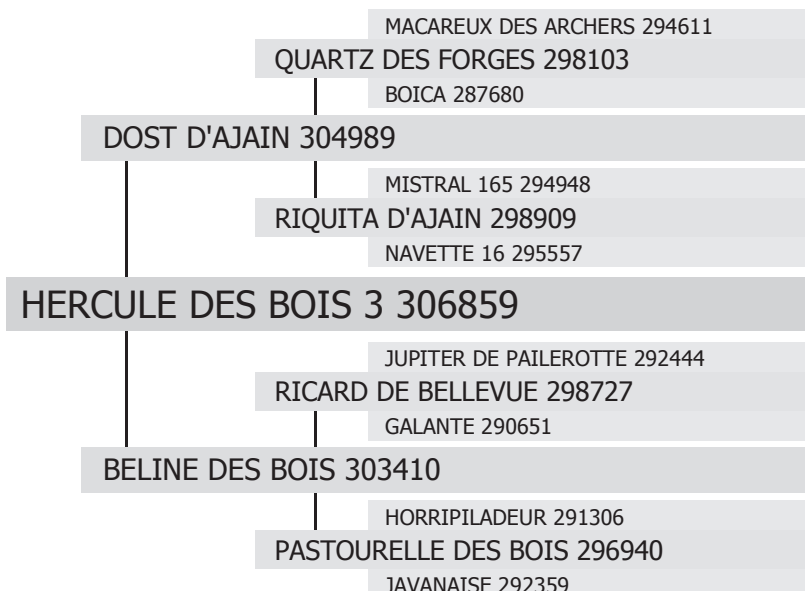 MACAREUX DES ARCHERS 294611
QUARTZ DES FORGES 298103
BOICA 287680
DOST D'AJAIN 304989
MISTRAL 165 294948
RIQUITA D'AJAIN 298909
NAVETTE 16 295557
HERCULE DES BOIS 3 306859
JUPITER DE PAILEROTTE 292444
RICARD DE BELLEVUE 298727
GALANTE 290651
BELINE DES BOIS 303410
HORRIPILADEUR 291306
PASTOURELLE DES BOIS 296940
JAVANAISE 292359